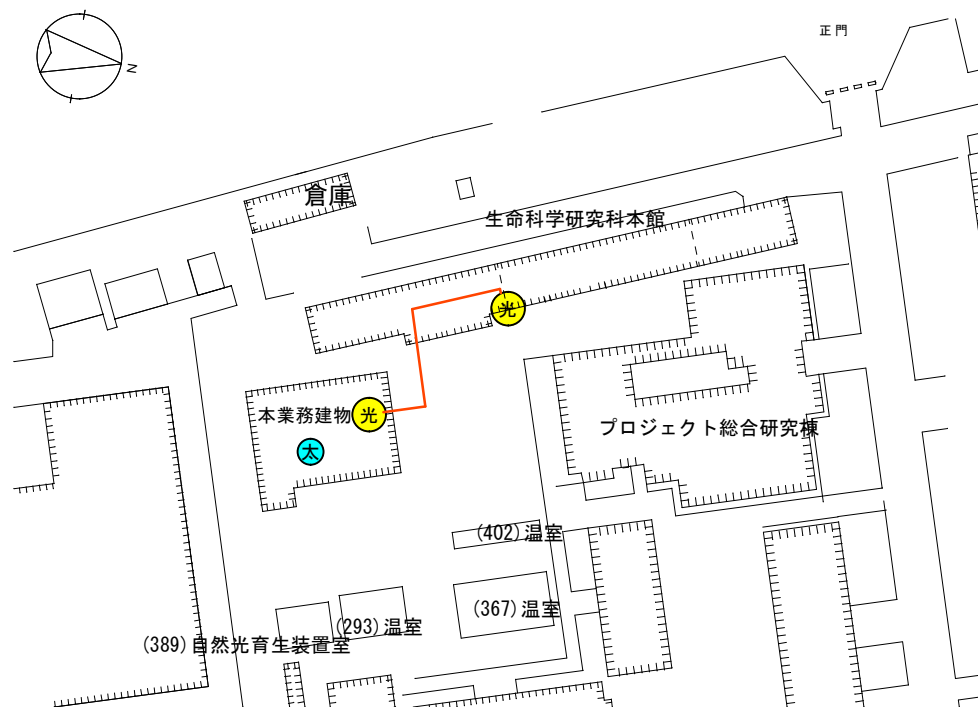 正門
N
倉庫
生命科学研究科本館
光
本業務建物 光
太
プロジェクト総合研究棟
(402)温室
(367)温室
(293)温室
(389)自然光育生装置室